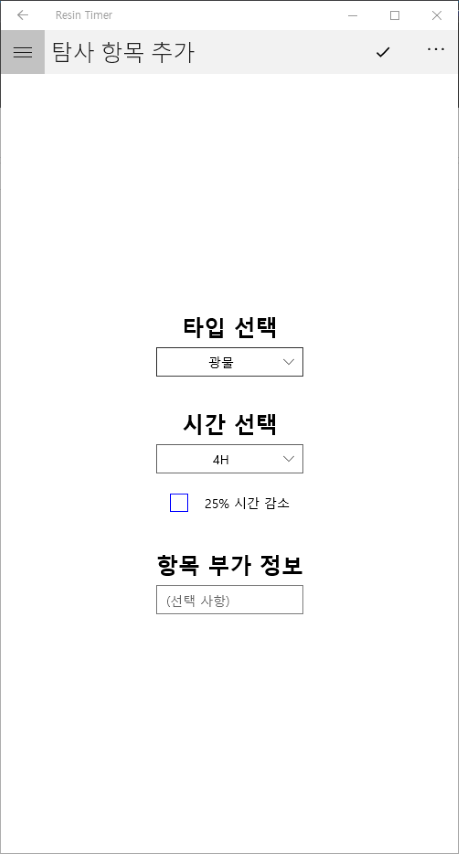 Resin Timer
탐사 항목 추가
타입 선택
광물
시간 선택
4H
25% 시간 감소
항목 부가 정보
(선택 사항)